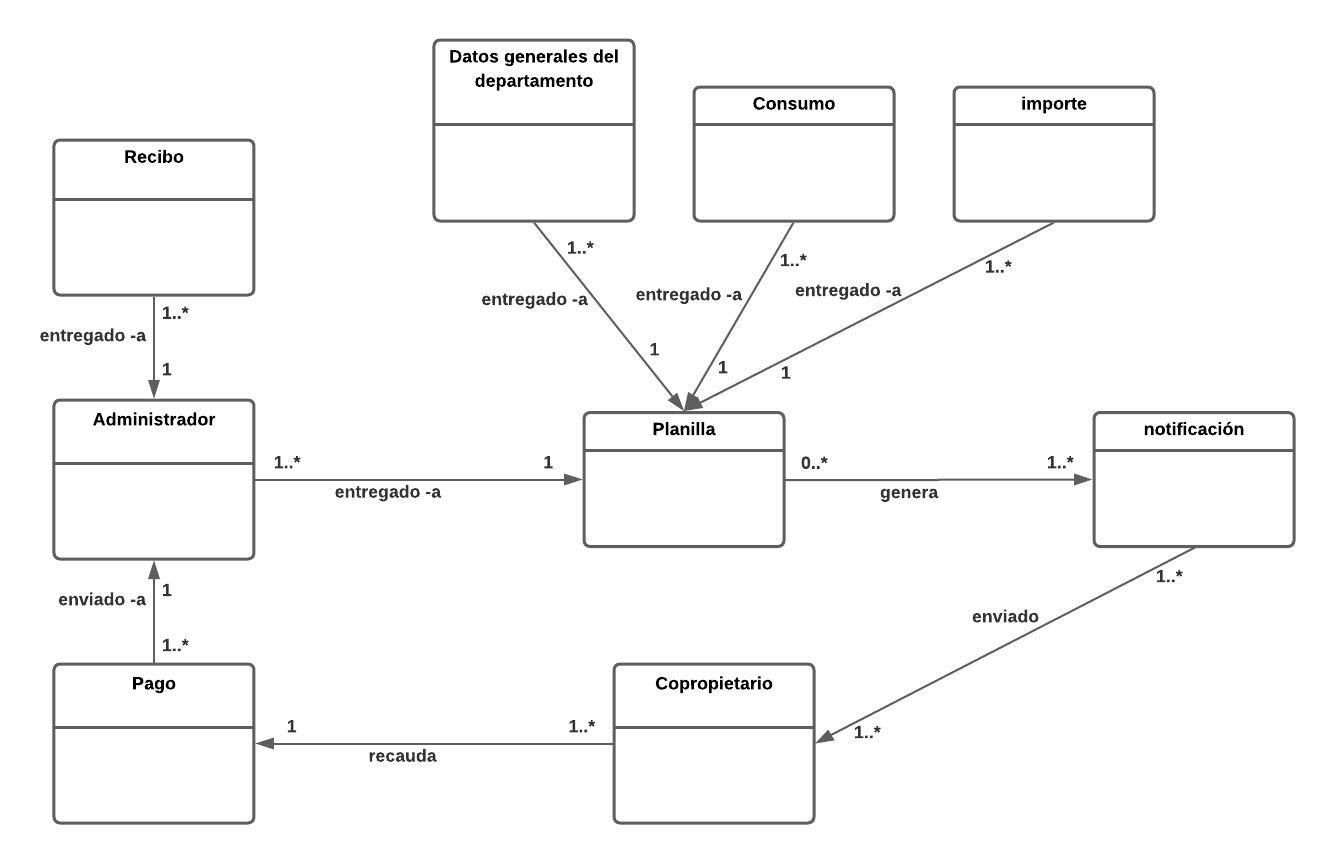 Datos generales del
departamento
Consumo
importe
Recibo
1..*
1..*
1..*
entregado -a
entregado -a
entregado -a
1..*
entregado -a
1
1
1
1
Administrador
Planilla
notificación
1..*
1
entregado -a
0..*
1..*
genera
1
enviado -a
1..*
1..*
enviado
Pago
Copropietario
1
1..*
recauda
1..*